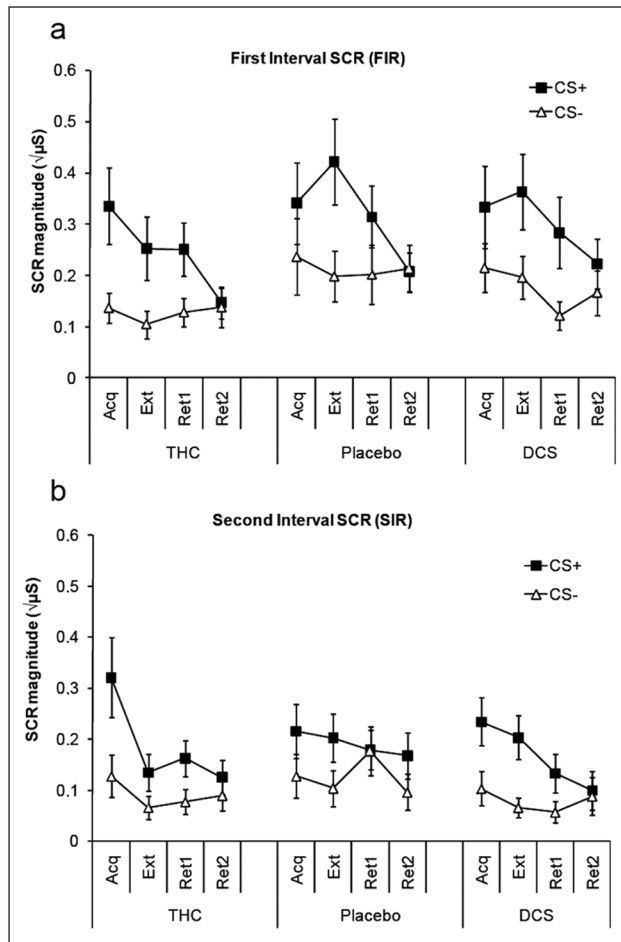 a
First Interval SCR (FIR)
0.6
0.5
0.4
0.3
0.2
0.1
0
SCR magnitude (√µS)
CS+
CS-
Acq Ext Ret1 Ret2 Acq Ext Ret1 Ret2 Acq Ext Ret1 Ret2
THC Placebo DCS
b
Second Interval SCR (SIR)
0.6
0.5
0.4
0.3
0.2
0.1
0
SCR magnitude (√µS)
CS+
CS-
Acq Ext Ret1 Ret2 Acq Ext Ret1 Ret2 Acq Ext Ret1 Ret2
THC Placebo DCS